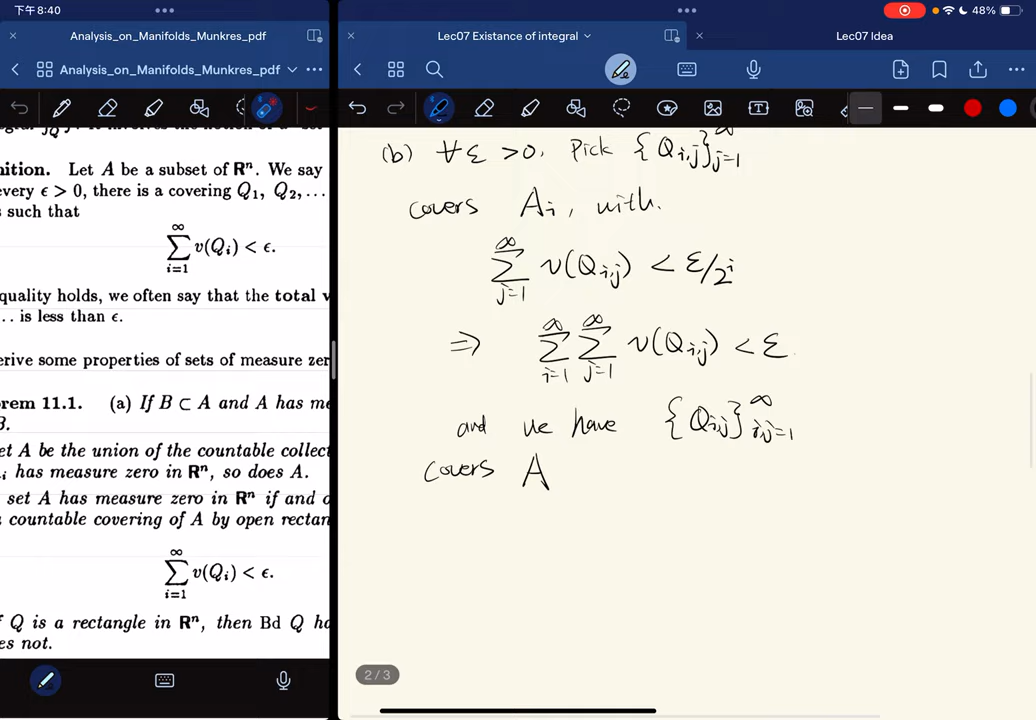 下午8:40
48%
Analysis_on_Manifolds_Munkres_pdf
Lec07 Existance of integral
Lec07 Idea
Analysis_on_Manifolds_Munkres_pdf
nition. Let A be a subset of Rⁿ. We say
every ϵ > 0, there is a covering Q₁, Q₂, . . .
s such that
∞
∑ v(Qᵢ) < ϵ.
i=1
quality holds, we often say that the total v
. . is less than ϵ.
erive some properties of sets of measure zer
orem 11.1. (a) If B ⊂ A and A has me
B.
et A be the union of the countable collect
ᵢ has measure zero in Rⁿ, so does A.
set A has measure zero in Rⁿ if and o
a countable covering of A by open rectan
∞
∑ v(Qᵢ) < ϵ.
i=1
f Q is a rectangle in Rⁿ, then Bd Q ha
es not.
(b) ∀ε >0. Pick {Q_{i,j}}_{j=1}^∞
covers Aᵢ, with.
∑_{j=1}^∞ v(Q_{i,j}) < ε/2ⁱ
⇒ ∑_{i=1}^∞ ∑_{j=1}^∞ v(Q_{i,j}) < ε
and we have {Q_{i,j}}_{i,j=1}^∞
covers A
2 / 3